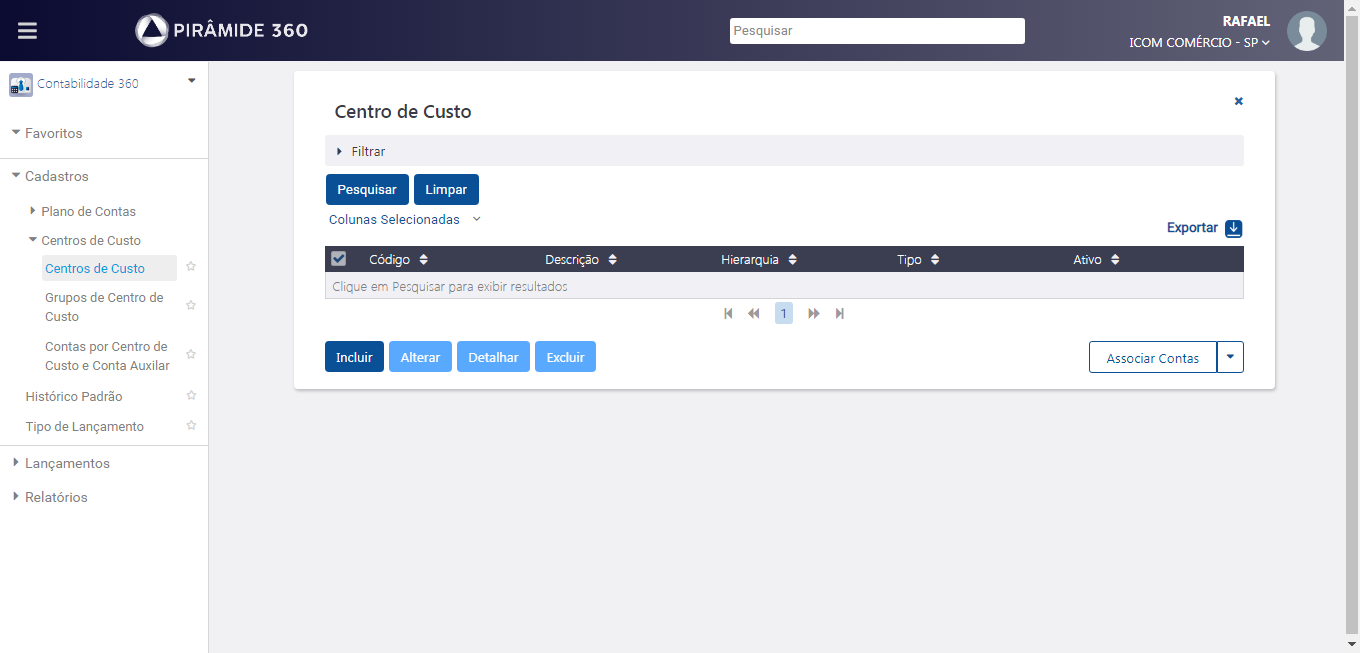 PIRÂMIDE 360
Pesquisar
RAFAEL
ICOM COMÉRCIO - SP
Contabilidade 360
Favoritos
Cadastros
Plano de Contas
Centros de Custo
Centros de Custo
Grupos de Centro de
Custo
Contas por Centro de
Custo e Conta Auxilar
Histórico Padrão
Tipo de Lançamento
Lançamentos
Relatórios
Centro de Custo
Filtrar
Pesquisar Limpar
Colunas Selecionadas
Exportar
Código Descrição Hierarquia Tipo Ativo
Clique em Pesquisar para exibir resultados
1
Incluir Alterar Detalhar Excluir
Associar Contas